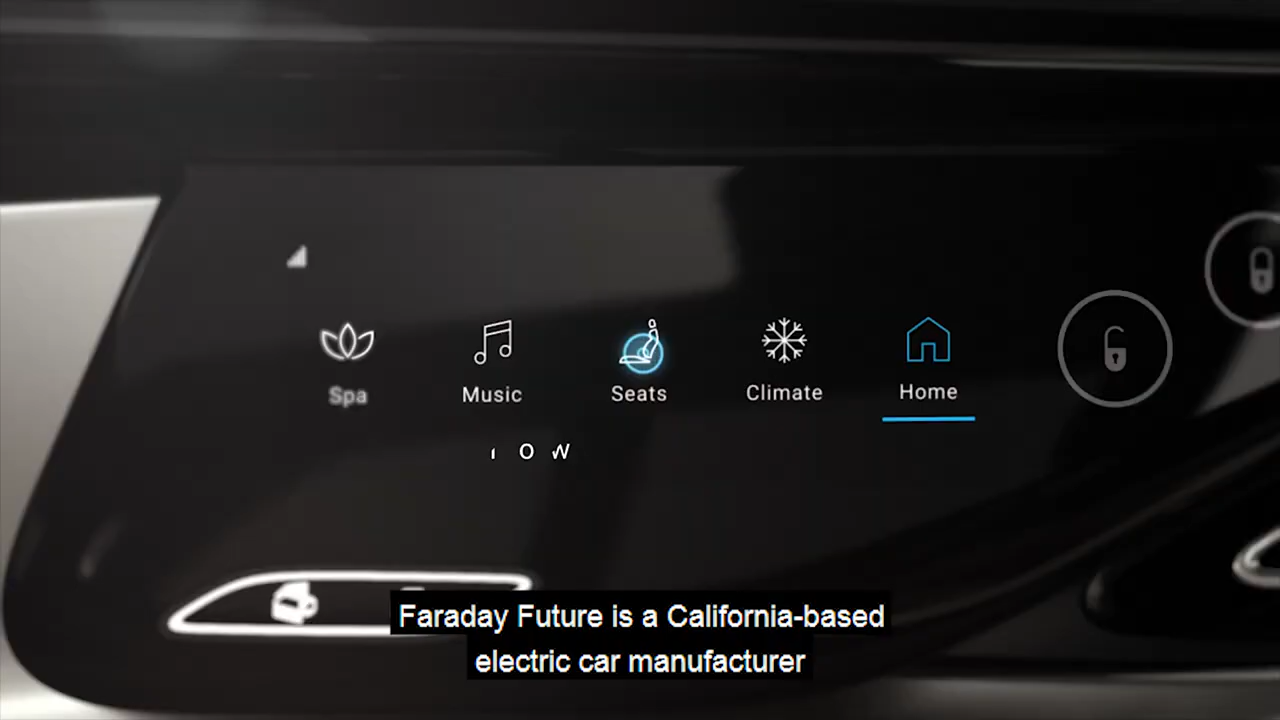 Spa Music Seats Climate Home
O W
Faraday Future is a California-based
electric car manufacturer